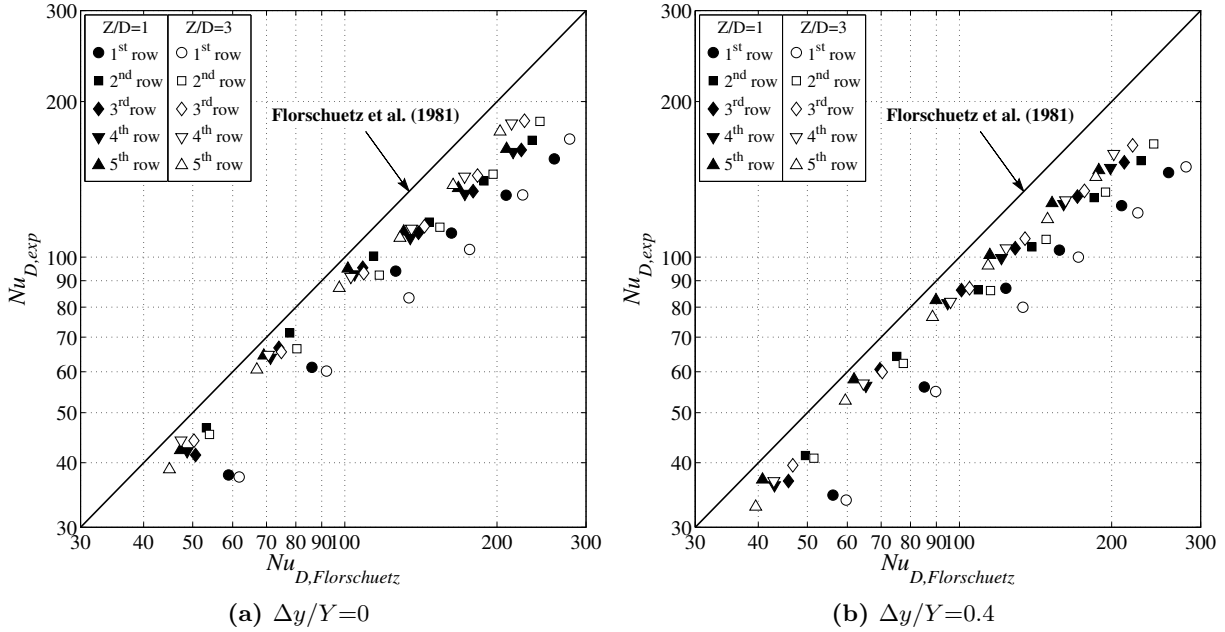 300
200
100
90
80
70
60
50
40
30
Nu D,exp
Z/D=1 Z/D=3
1st row 1st row
2nd row 2nd row
3rd row 3rd row
4th row 4th row
5th row 5th row
Florschuetz et al. (1981)
30 40 50 60 70 80 90 100 200 300
Nu D,Florschuetz
(a) Δy/Y=0
300
200
100
90
80
70
60
50
40
30
Nu D,exp
Z/D=1 Z/D=3
1st row 1st row
2nd row 2nd row
3rd row 3rd row
4th row 4th row
5th row 5th row
Florschuetz et al. (1981)
30 40 50 60 70 80 90 100 200 300
Nu D,Florschuetz
(b) Δy/Y=0.4